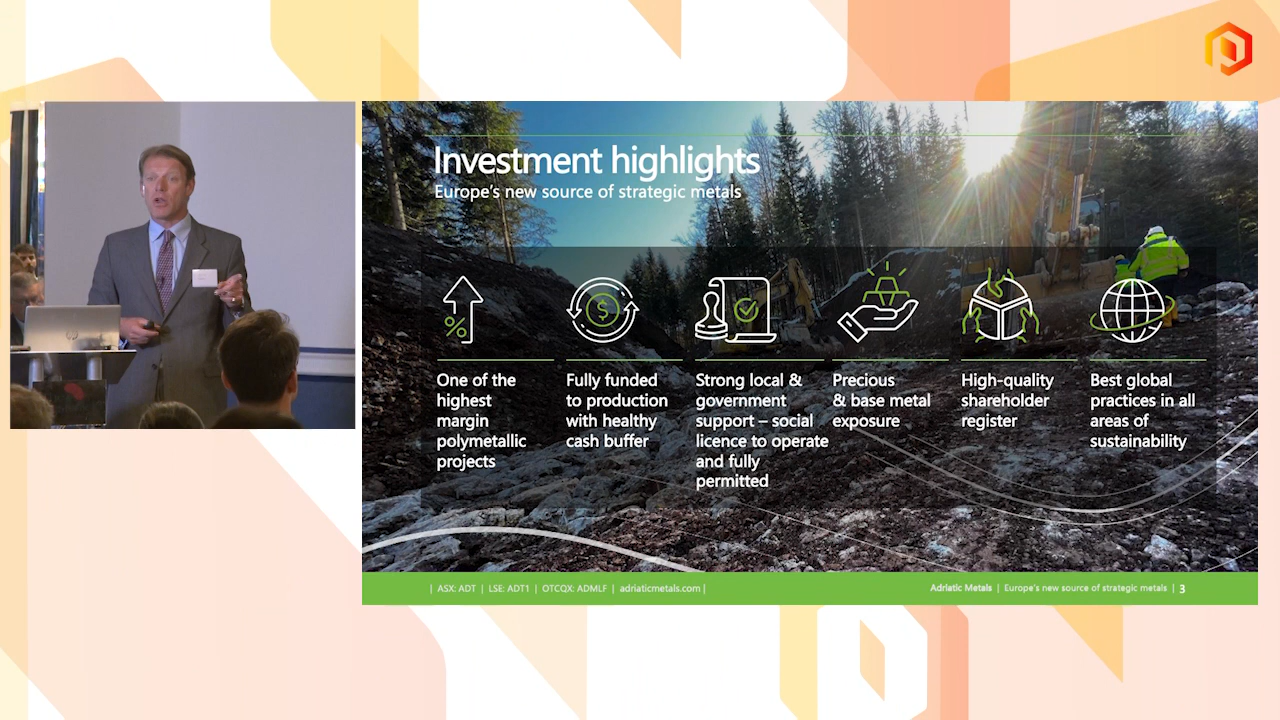 Investment highlights
Europe's new source of strategic metals
One of the
highest
margin
polymetallic
projects
Fully funded
to production
with healthy
cash buffer
Strong local &
government
support – social
licence to operate
and fully
permitted
Precious
& base metal
exposure
High-quality
shareholder
register
Best global
practices in all
areas of
sustainability
| ASX: ADT | LSE: ADT1 | OTCQX: ADMLF | adriaticmetals.com |
Adriatic Metals | Europe's new source of strategic metals | 3